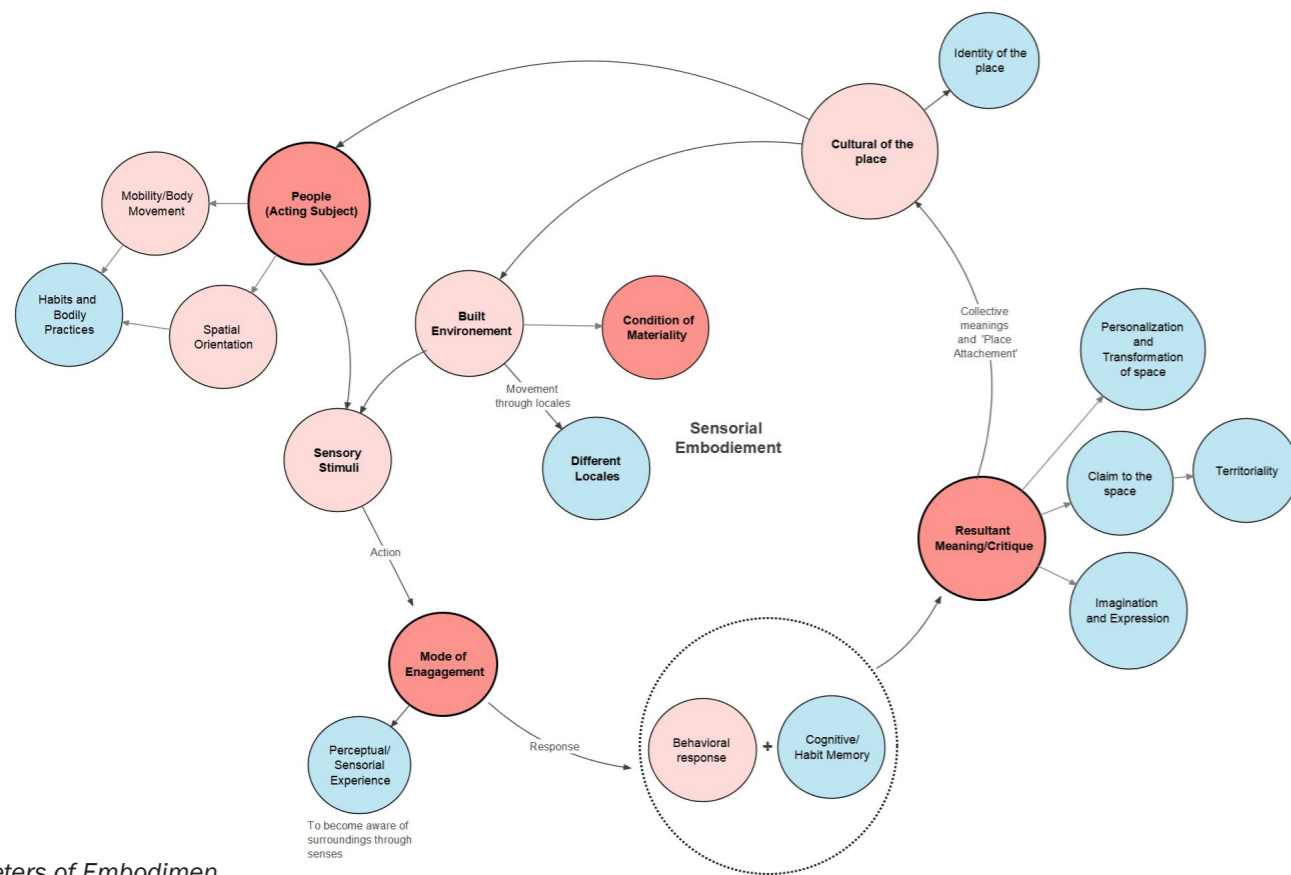 Identity of the
place
Cultural of the
place
People
(Acting Subject)
Mobility/Body
Movement
Habits and
Bodily
Practices
Spatial
Orientation
Built
Environement
Condition of
Materiality
Movement
through locales
Different
Locales
Sensorial
Embodiement
Sensory
Stimuli
Collective
meanings
and 'Place
Attachement'
Personalization
and
Transformation
of space
Claim to the
space
Territoriality
Resultant
Meaning/Critique
Imagination
and Expression
Action
Mode of
Enagagement
Perceptual/
Sensorial
Experience
To become aware of
surroundings through
senses
Response
Behavioral
response
+
Cognitive/
Habit Memory
eters of Embodimen